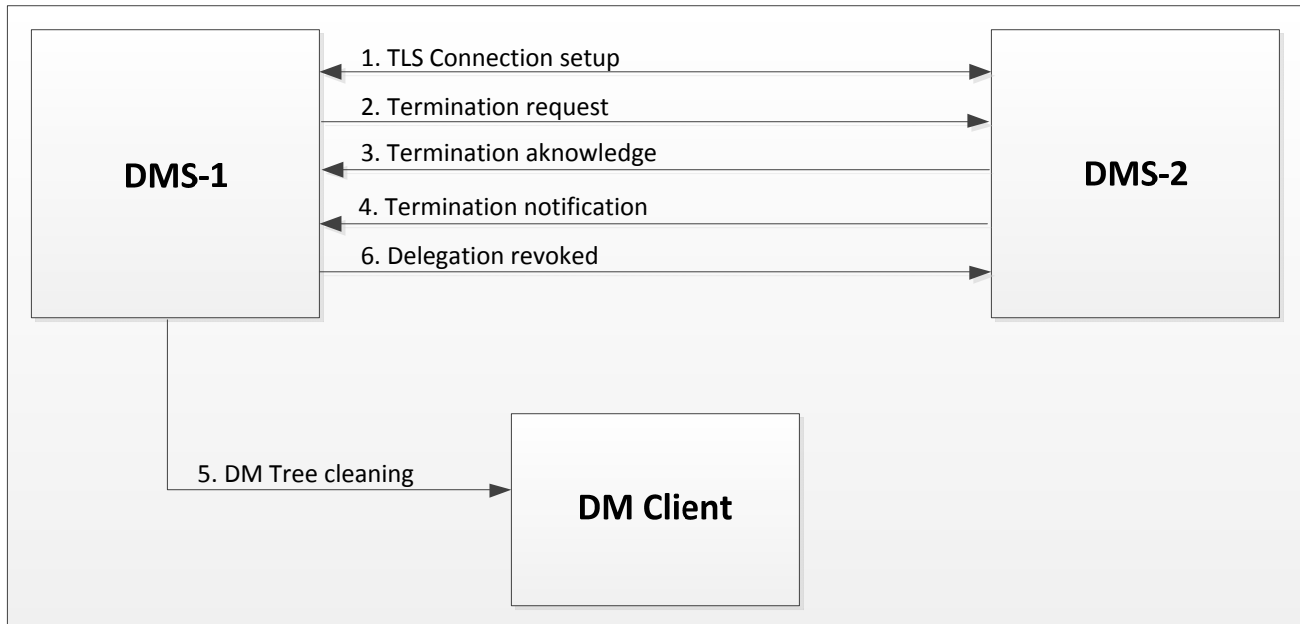 1. TLS Connection setup
2. Termination request
3. Termination aknowledge
4. Termination notification
6. Delegation revoked
DMS-1
DMS-2
5. DM Tree cleaning
DM Client